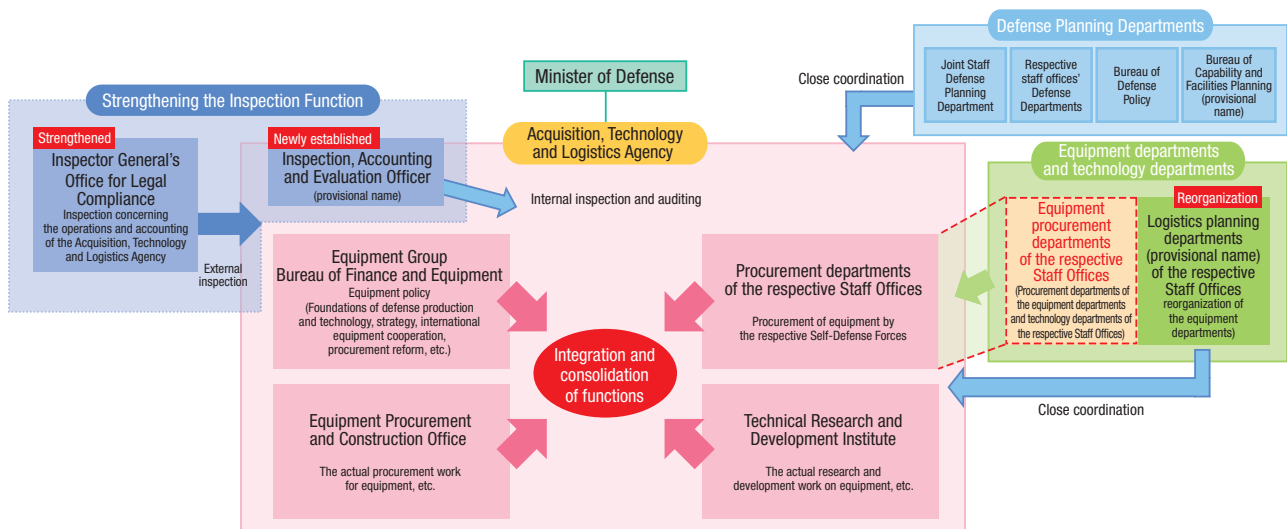 Defense Planning Departments
Joint Staff
Defense
Planning
Department
Respective
staff offices'
Defense
Departments
Bureau of
Defense
Policy
Bureau of
Capability and
Facilities Planning
(provisional
name)
Close coordination
Minister of Defense
Acquisition, Technology
and Logistics Agency
Strengthening the Inspection Function
Strengthened
Inspector General's
Office for Legal
Compliance
Inspection concerning
the operations and accounting
of the Acquisition, Technology
and Logistics Agency
External
inspection
Newly established
Inspection, Accounting
and Evaluation Officer
(provisional name)
Internal inspection and auditing
Equipment departments
and technology departments
Equipment
procurement
departments
of the respective
Staff Offices
(Procurement departments of
the equipment departments
and technology departments of
the respective Staff Offices)
Reorganization
Logistics planning
departments
(provisional name)
of the respective
Staff Offices
reorganization of
the equipment
departments)
Close coordination
Equipment Group
Bureau of Finance and Equipment
Equipment policy
(Foundations of defense production
and technology, strategy, international
equipment cooperation,
procurement reform, etc.)
Procurement departments
of the respective Staff Offices
Procurement of equipment by
the respective Self-Defense Forces
Integration and
consolidation
of functions
Equipment Procurement
and Construction Office
The actual procurement work
for equipment, etc.
Technical Research and
Development Institute
The actual research and
development work on equipment, etc.